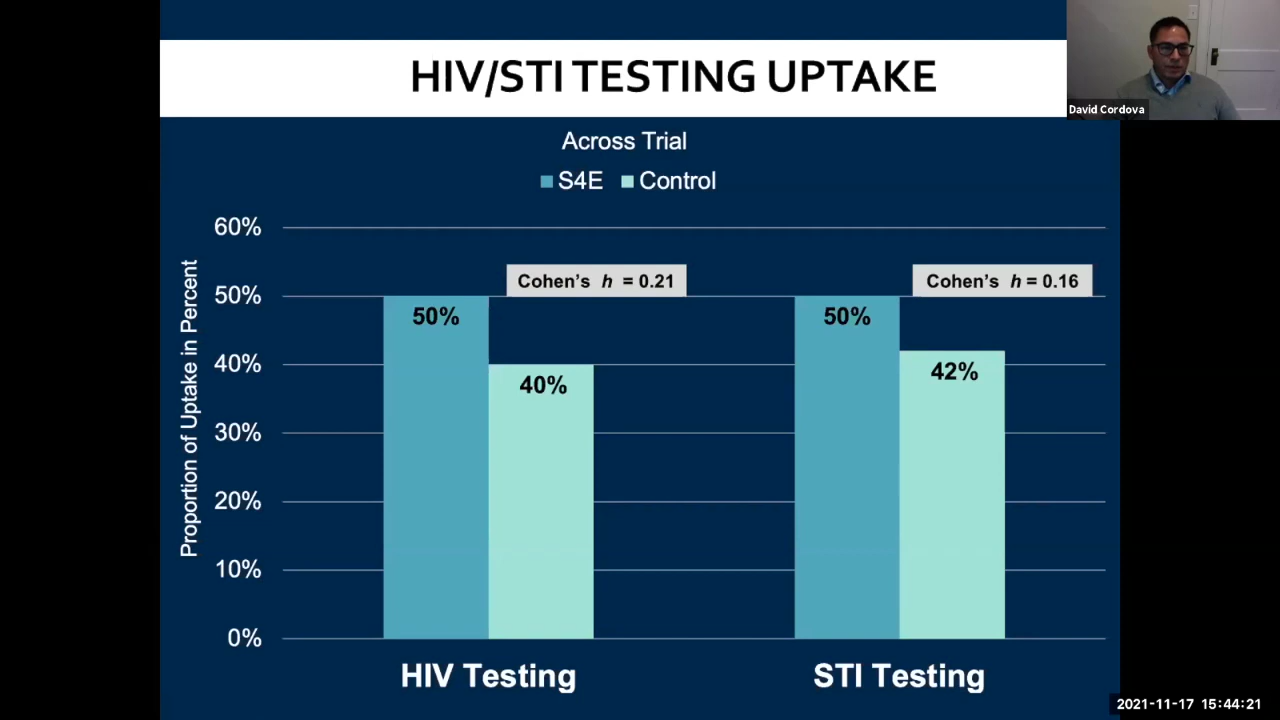 HIV/STI TESTING UPTAKE
David Cordova
Across Trial
S4E Control
60%
50%
40%
30%
20%
10%
0%
Proportion of Uptake in Percent
Cohen's h = 0.21
Cohen's h = 0.16
50%
40%
50%
42%
HIV Testing
STI Testing
2021-11-17 15:44:21